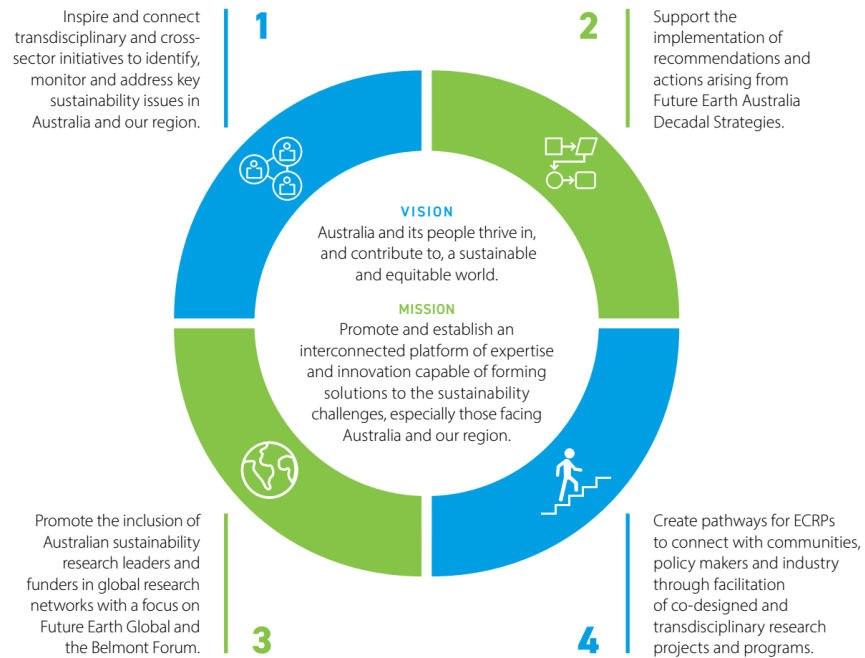 Inspire and connect
transdisciplinary and cross-
sector initiatives to identify,
monitor and address key
sustainability issues in
Australia and our region.
1
2
Support the
implementation of
recommendations and
actions arising from
Future Earth Australia
Decadal Strategies.
VISION
Australia and its people thrive in,
and contribute to, a sustainable
and equitable world.
MISSION
Promote and establish an
interconnected platform of expertise
and innovation capable of forming
solutions to the sustainability
challenges, especially those facing
Australia and our region.
Promote the inclusion of
Australian sustainability
research leaders and
funders in global research
networks with a focus on
Future Earth Global and
the Belmont Forum.
3
4
Create pathways for ECRPs
to connect with communities,
policy makers and industry
through facilitation
of co-designed and
transdisciplinary research
projects and programs.